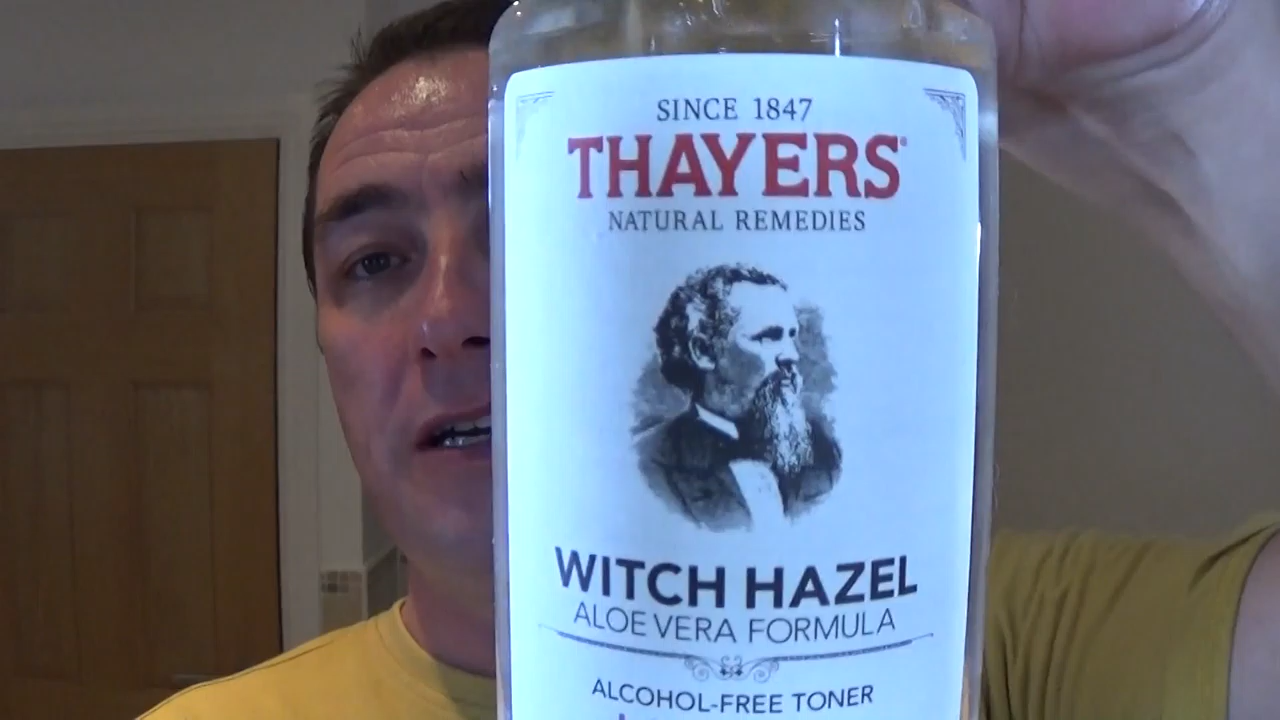 SINCE 1847
THAYERS®
NATURAL REMEDIES
WITCH HAZEL
ALOE VERA FORMULA
ALCOHOL-FREE TONER